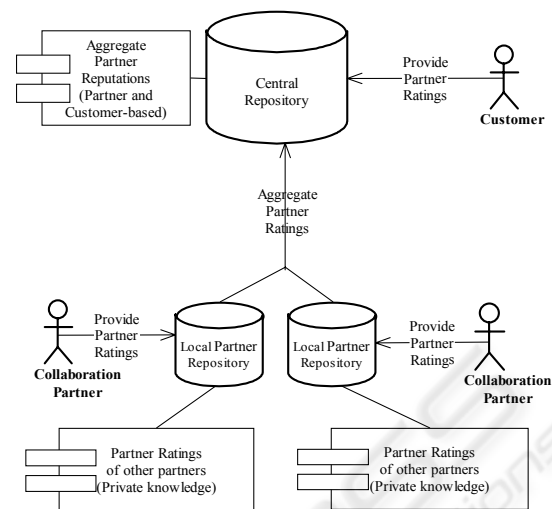 Aggregate
Partner
Reputations
(Partner and
Customer-based)
Central
Repository
Provide
Partner
Ratings
Customer
Aggregate
Partner
Ratings
Provide
Partner
Ratings
Collaboration
Partner
Local Partner
Repository
Local Partner
Repository
Provide
Partner
Ratings
Collaboration
Partner
Partner Ratings
of other partners
(Private knowledge)
Partner Ratings
of other partners
(Private knowledge)